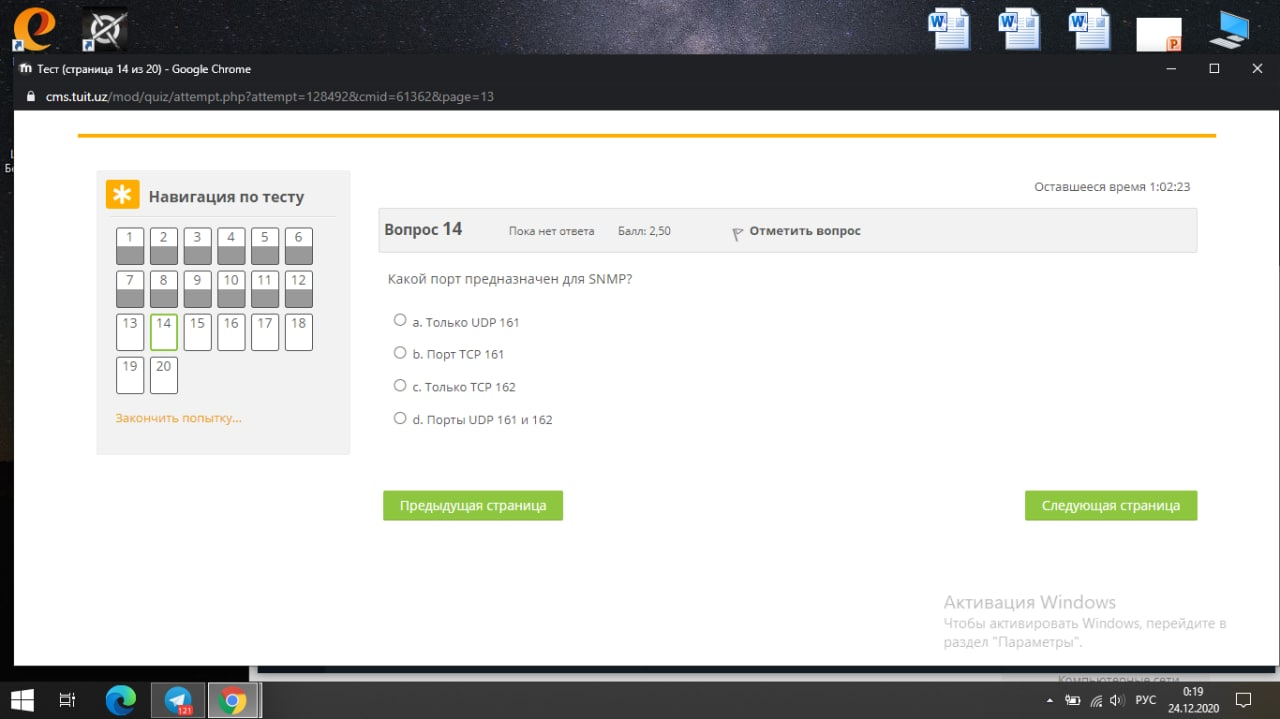 Тест (страница 14 из 20) - Google Chrome
cms.tuit.uz/mod/quiz/attempt.php?attempt=128492&cmid=61362&page=13
Навигация по тесту
1 2 3 4 5 6
7 8 9 10 11 12
13 14 15 16 17 18
19 20
Закончить попытку...
Оставшееся время 1:02:23
Вопрос 14 Пока нет ответа Балл: 2,50 Отметить вопрос
Какой порт предназначен для SNMP?
a. Только UDP 161
b. Порт TCP 161
c. Только TCP 162
d. Порты UDP 161 и 162
Предыдущая страница
Следующая страница
Активация Windows
Чтобы активировать Windows, перейдите в
раздел "Параметры".
Компьютерные сети
121
РУС
0:19
24.12.2020